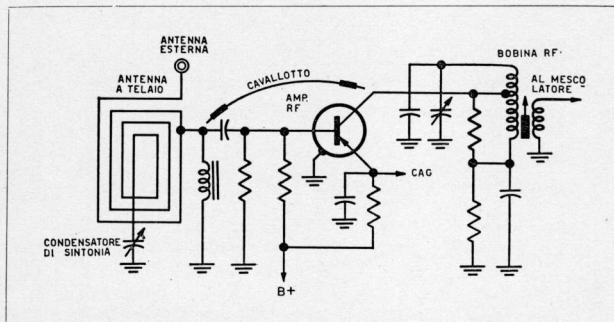 ANTENNA
ESTERNA
ANTENNA
A TELAIO
CAVALLOTTO
AMP.
RF
BOBINA RF.
AL MESCO
LATORE
CAG
CONDENSATORE
DI SINTONIA
B+